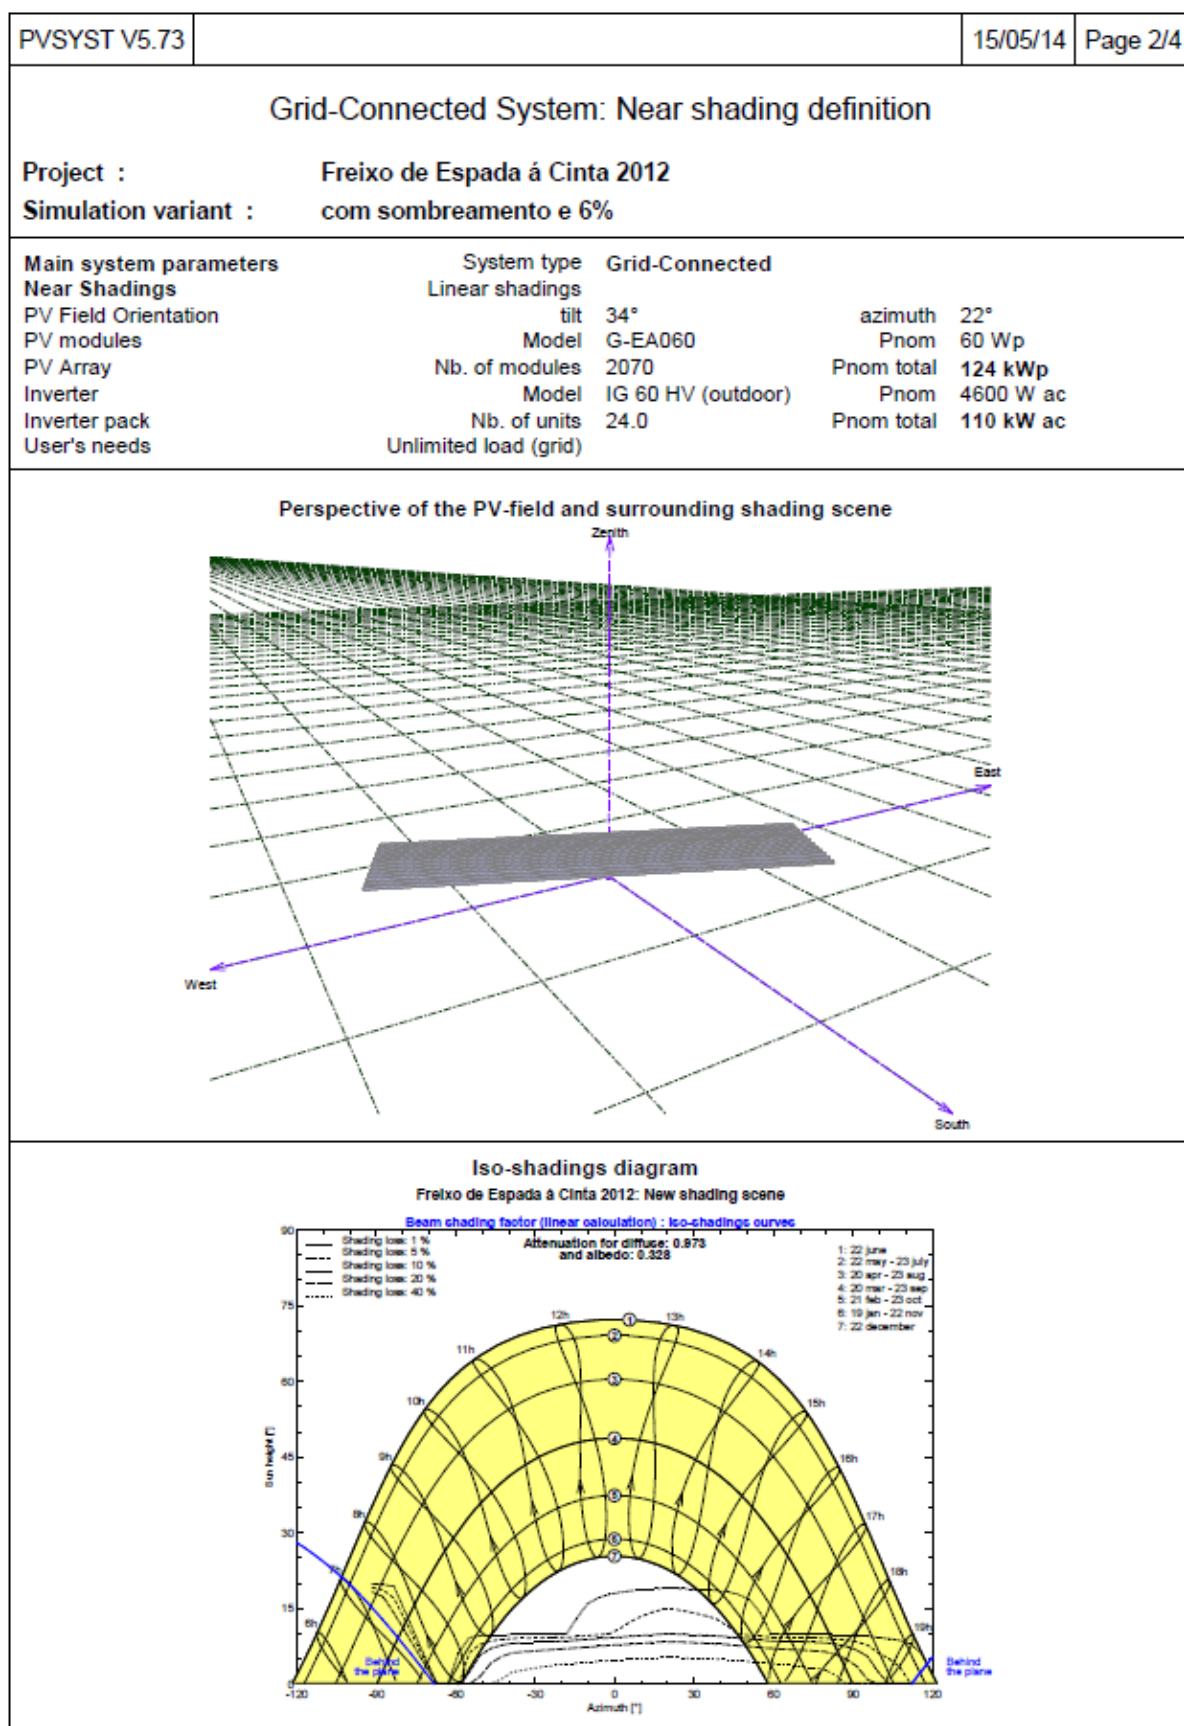 PVSYST V5.73 15/05/14 Page 2/4
Grid-Connected System: Near shading definition
Project : Freixo de Espada á Cinta 2012
Simulation variant : com sombreamento e 6%
Main system parameters System type Grid-Connected
Near Shadings Linear shadings
PV Field Orientation tilt 34° azimuth 22°
PV modules Model G-EA060 Pnom 60 Wp
PV Array Nb. of modules 2070 Pnom total 124 kWp
Inverter Model IG 60 HV (outdoor) Pnom 4600 W ac
Inverter pack Nb. of units 24.0 Pnom total 110 kW ac
User's needs Unlimited load (grid)
Perspective of the PV-field and surrounding shading scene
Zenith
East
West
South
Iso-shadings diagram
Freixo de Espada á Cinta 2012: New shading scene
Beam shading factor (linear calculation) : Iso-shadings curves
Shading loss: 1 %
Shading loss: 5 %
Shading loss: 10 %
Shading loss: 20 %
Shading loss: 40 %
Attenuation for diffuse: 0.973
and albedo: 0.328
1: 22 june
2: 22 may - 23 july
3: 20 apr - 23 aug
4: 20 mar - 23 sep
5: 21 feb - 23 oct
6: 19 jan - 22 nov
7: 22 december
90
75
60
45
30
15
0
Sun height [°]
6h
7h
8h
9h
10h
11h
12h
13h
14h
15h
16h
17h
18h
19h
1
2
3
4
5
6
7
Behind
the plane
Behind
the plane
-120 -90 -60 -30 0 30 60 90 120
Azimuth [°]